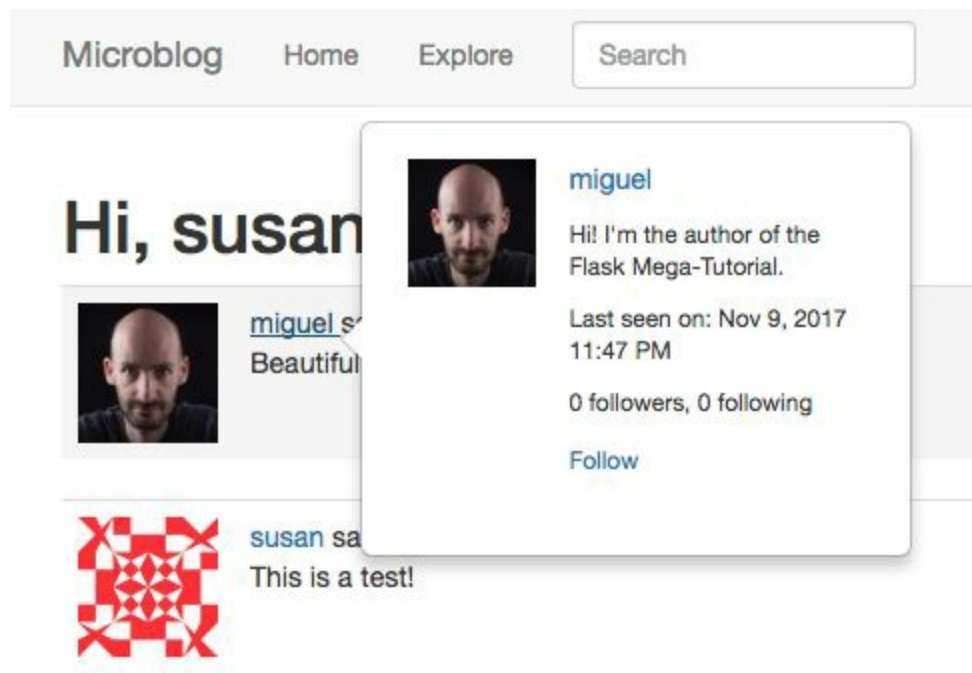 Microblog Home Explore Search
miguel
Hi! I'm the author of the
Flask Mega-Tutorial.
Last seen on: Nov 9, 2017
11:47 PM
0 followers, 0 following
Follow
Hi, susan
miguel
Beautiful
susan
This is a test!